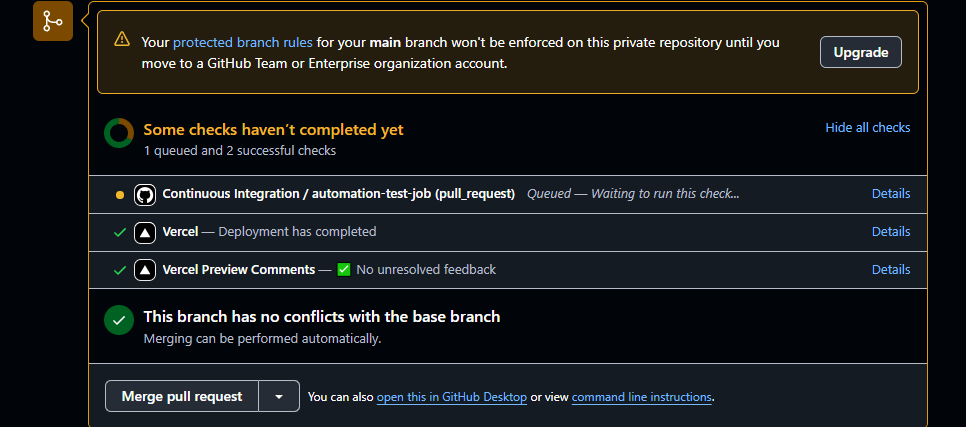 Your protected branch rules for your main branch won't be enforced on this private repository until you
move to a GitHub Team or Enterprise organization account.
Upgrade
Some checks haven’t completed yet
1 queued and 2 successful checks
Hide all checks
Continuous Integration / automation-test-job (pull_request) Queued — Waiting to run this check...
Details
Vercel — Deployment has completed
Details
Vercel Preview Comments — ✅ No unresolved feedback
Details
This branch has no conflicts with the base branch
Merging can be performed automatically.
Merge pull request
You can also open this in GitHub Desktop or view command line instructions.